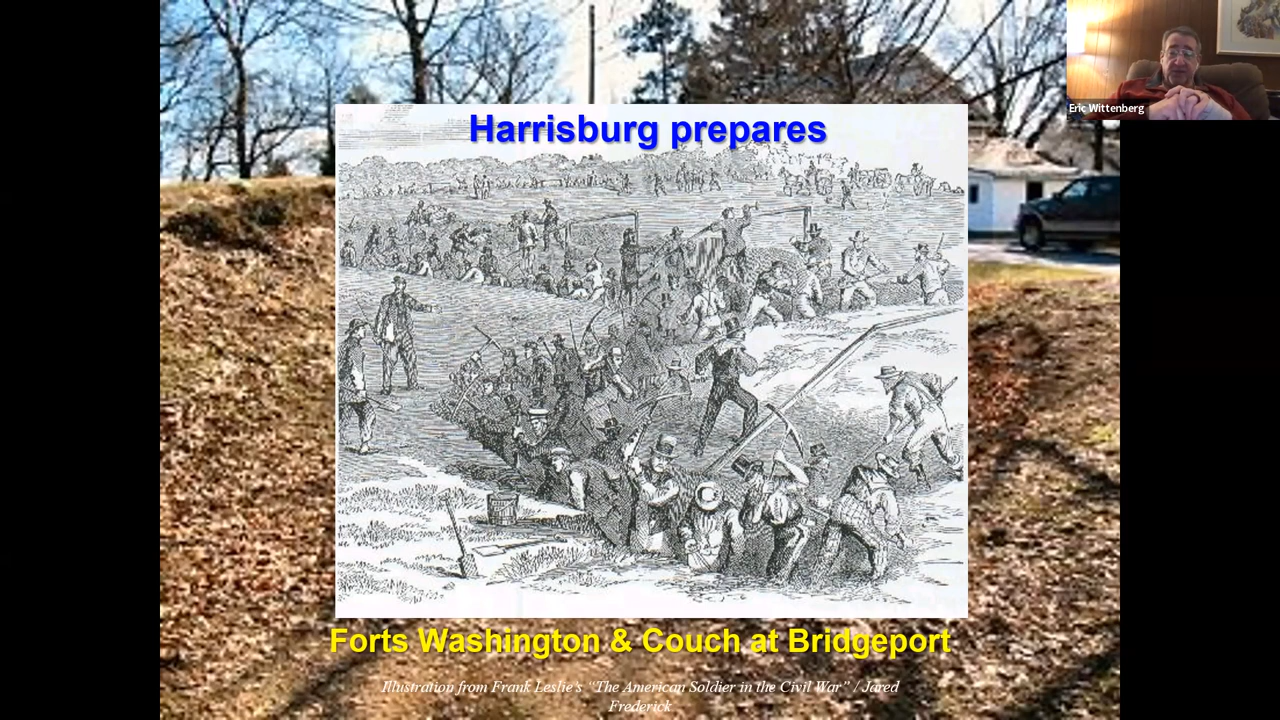 Harrisburg prepares
Eric Wittenberg
Forts Washington & Couch at Bridgeport
Illustration from Frank Leslie's "The American Soldier in the Civil War" / Jared
Frederick